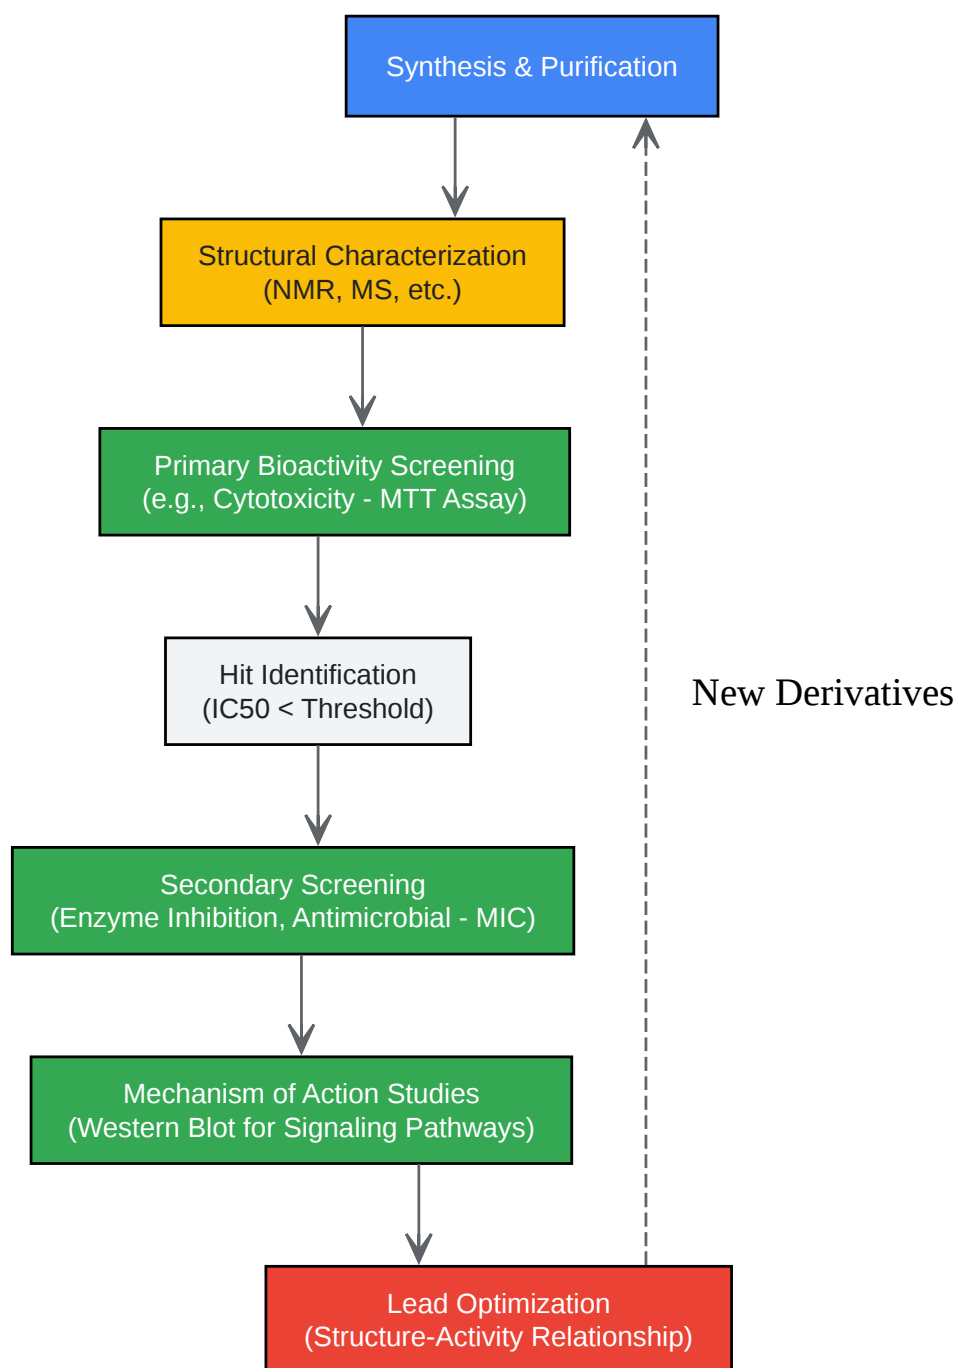 Synthesis & Purification
Structural Characterization
(NMR, MS, etc.)
Primary Bioactivity Screening
(e.g., Cytotoxicity - MTT Assay)
Hit Identification
(IC50 < Threshold)
New Derivatives
Secondary Screening
(Enzyme Inhibition, Antimicrobial - MIC)
Mechanism of Action Studies
(Western Blot for Signaling Pathways)
Lead Optimization
(Structure-Activity Relationship)